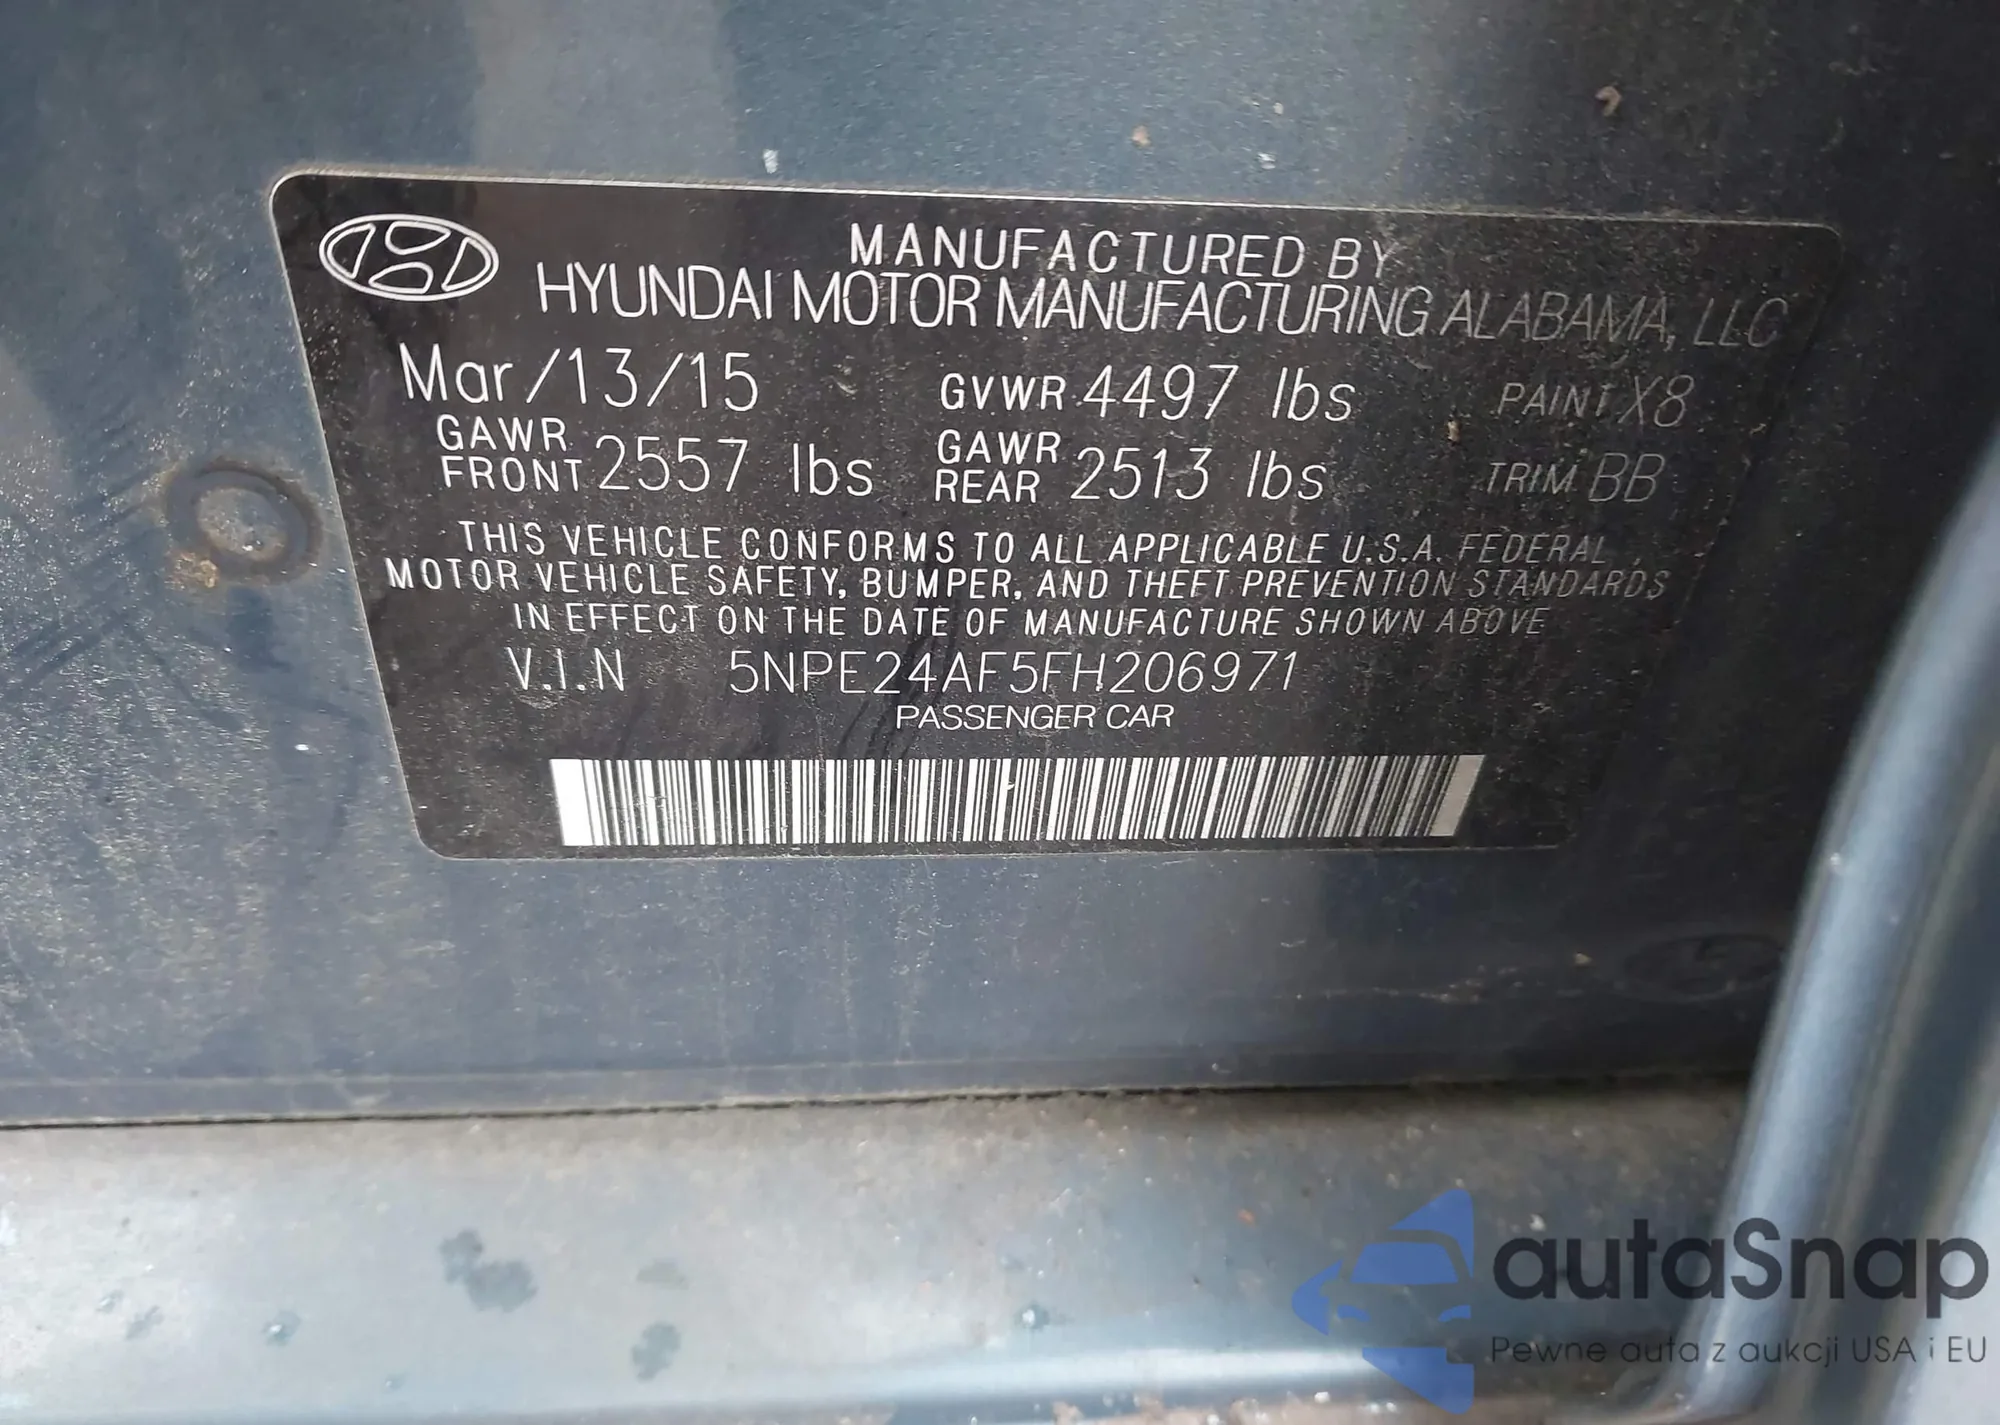 MANUFACTURED BY
HYUNDAI MOTOR MANUFACTURING ALABAMA, LLC
Mar/13/15 GVWR 4497 lbs PAINT X8
GAWR FRONT 2557 lbs GAWR REAR 2513 lbs TRIM BB
THIS VEHICLE CONFORMS TO ALL APPLICABLE U.S.A. FEDERAL
MOTOR VEHICLE SAFETY, BUMPER, AND THEFT PREVENTION STANDARDS
IN EFFECT ON THE DATE OF MANUFACTURE SHOWN ABOVE
V.I.N 5NPE24AF5FH206971
PASSENGER CAR
autaSnap
Pewne auta z aukcji USA i EU